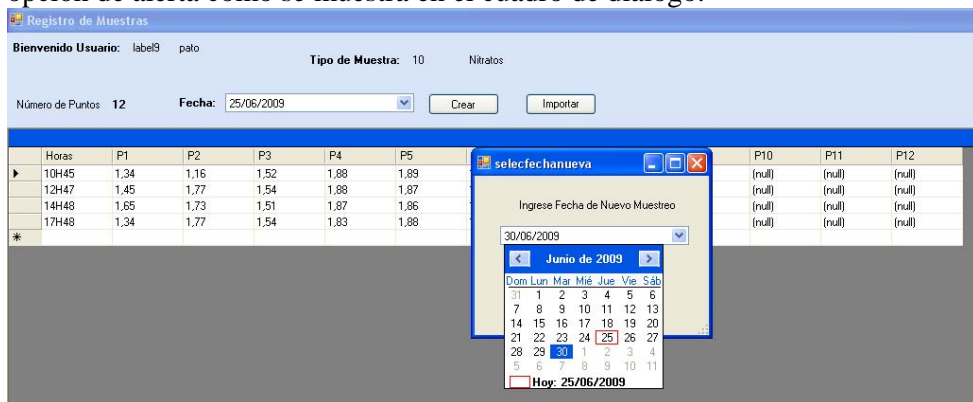 opción de alerta como se muestra en el cuadro de dialogo.
Registro de Muestras
Bienvenido Usuario: label9 pato
Tipo de Muestra: 10 Nitratos
Número de Puntos 12 Fecha: 25/06/2009 Crear Importar
Horas P1 P2 P3 P4 P5 P10 P11 P12
10H45 1,34 1,16 1,52 1,88 1,89 (null) (null) (null)
12H47 1,45 1,77 1,54 1,88 1,87 (null) (null) (null)
14H48 1,65 1,73 1,51 1,87 1,86 (null) (null) (null)
17H48 1,34 1,77 1,54 1,83 1,88 (null) (null) (null)
selecfechanueva
Ingrese Fecha de Nuevo Muestreo
30/06/2009
Junio de 2009
Dom Lun Mar Mié Jue Vie Sáb
31 1 2 3 4 5 6
7 8 9 10 11 12 13
14 15 16 17 18 19 20
21 22 23 24 25 26 27
28 29 30 1 2 3 4
5 6 7 8 9 10 11
Hoy: 25/06/2009